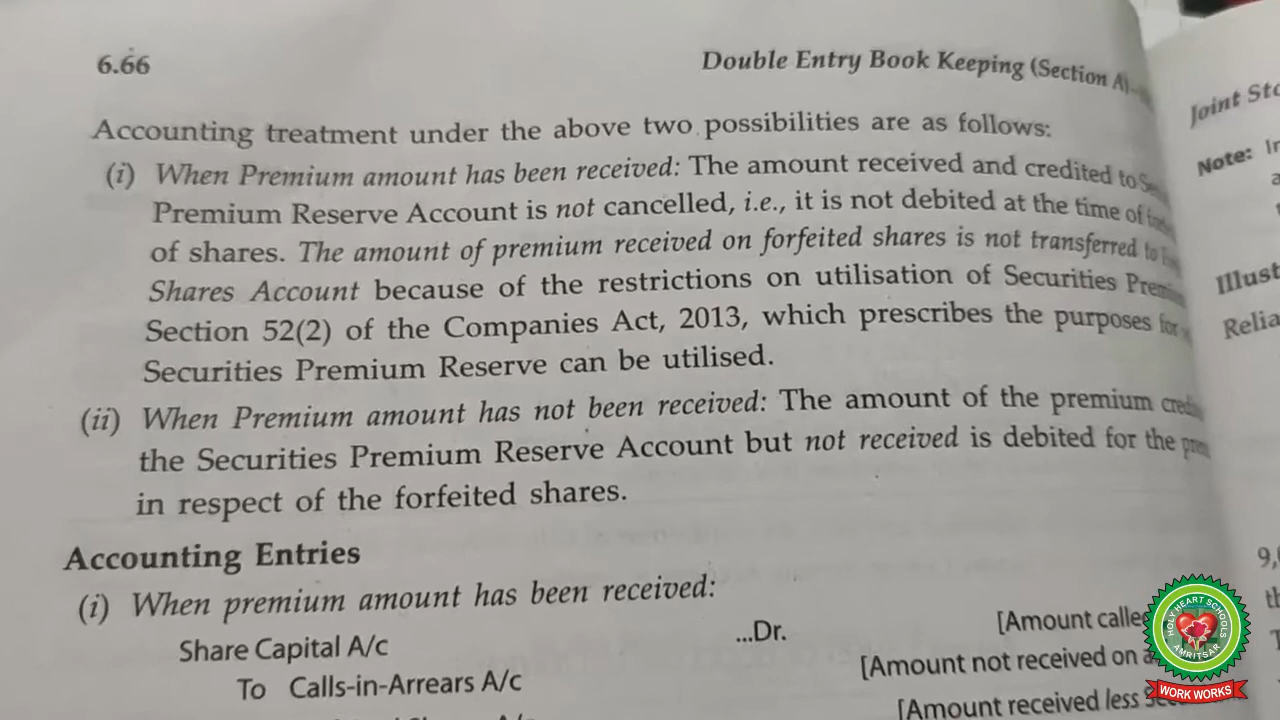 6.66
Double Entry Book Keeping (Section A)
Accounting treatment under the above two possibilities are as follows:
(i) When Premium amount has been received: The amount received and credited to
Premium Reserve Account is not cancelled, i.e., it is not debited at the time of
of shares. The amount of premium received on forfeited shares is not transferred to
Shares Account because of the restrictions on utilisation of Securities
Section 52(2) of the Companies Act, 2013, which prescribes the purposes for
Securities Premium Reserve can be utilised.
(ii) When Premium amount has not been received: The amount of the premium
the Securities Premium Reserve Account but not received is debited for the
in respect of the forfeited shares.
Accounting Entries
(i) When premium amount has been received:
Share Capital A/c ...Dr. [Amount
To Calls-in-Arrears A/c [Amount not received on
[Amount received less
Joint
Note:
9,
HOLY HEART SCHOOLS
AMRITSAR
WORK WORKS